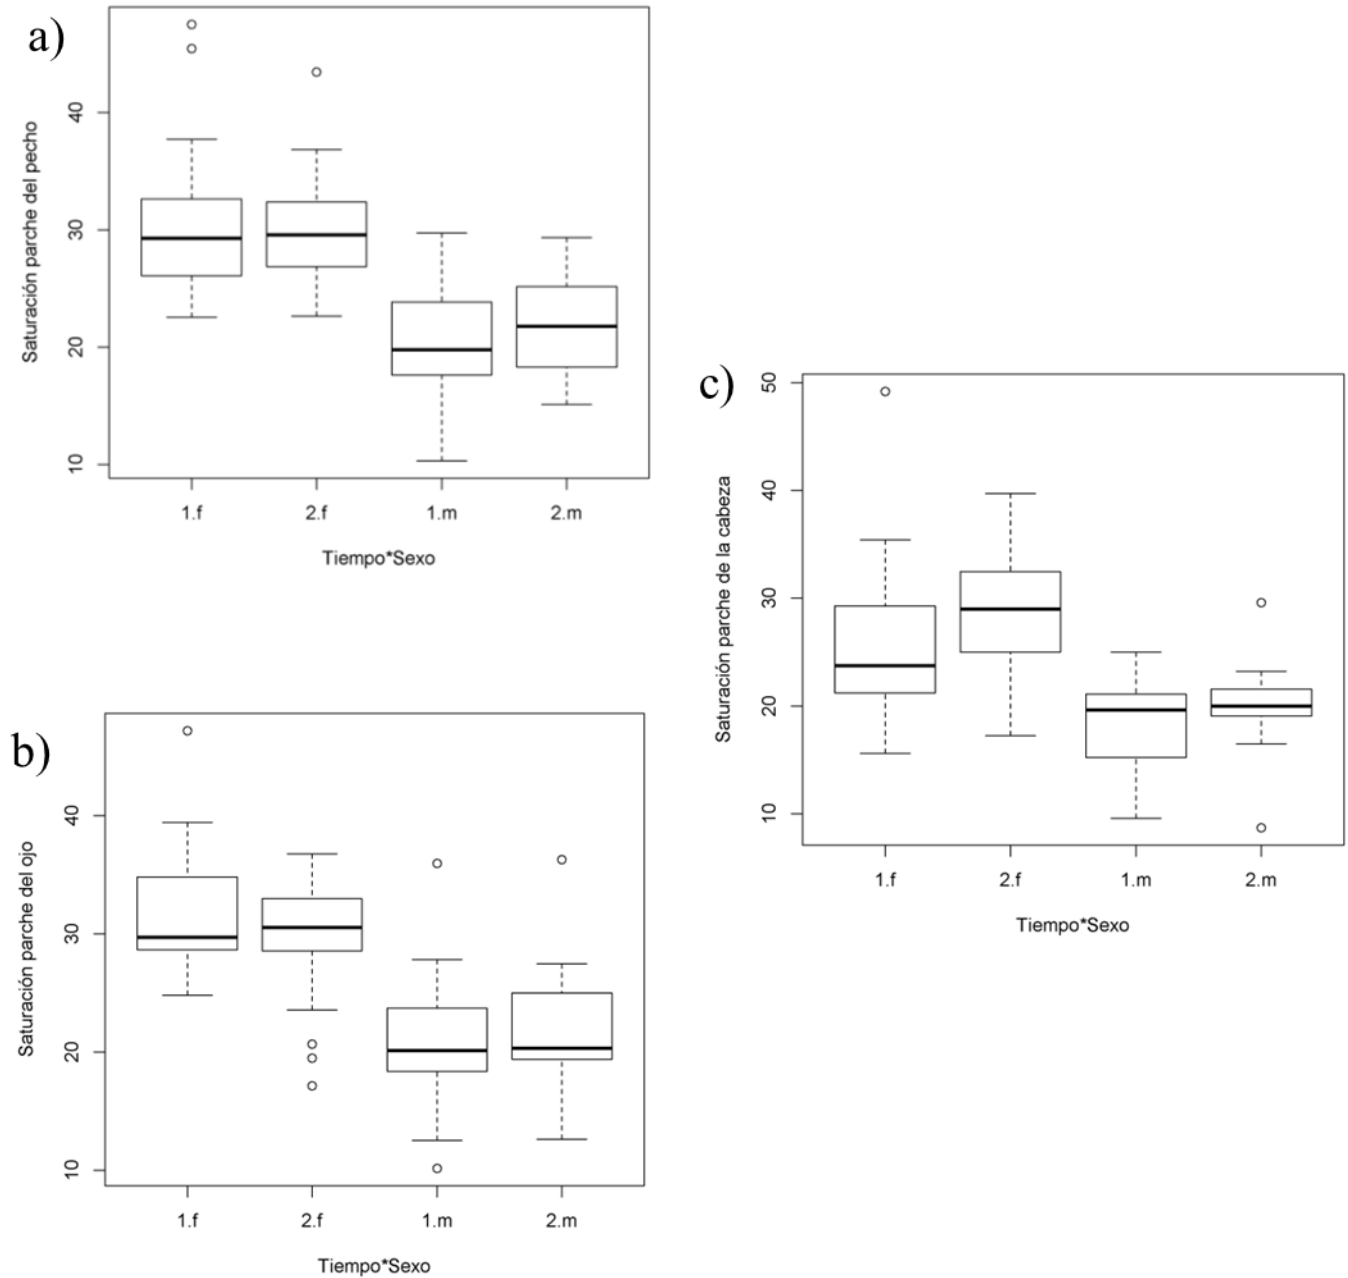 a)
Saturación parche del pecho
40
30
20
10
1.f 2.f 1.m 2.m
Tiempo*Sexo
b)
Saturación parche del ojo
40
30
20
10
1.f 2.f 1.m 2.m
Tiempo*Sexo
c)
Saturación parche de la cabeza
50
40
30
20
10
1.f 2.f 1.m 2.m
Tiempo*Sexo